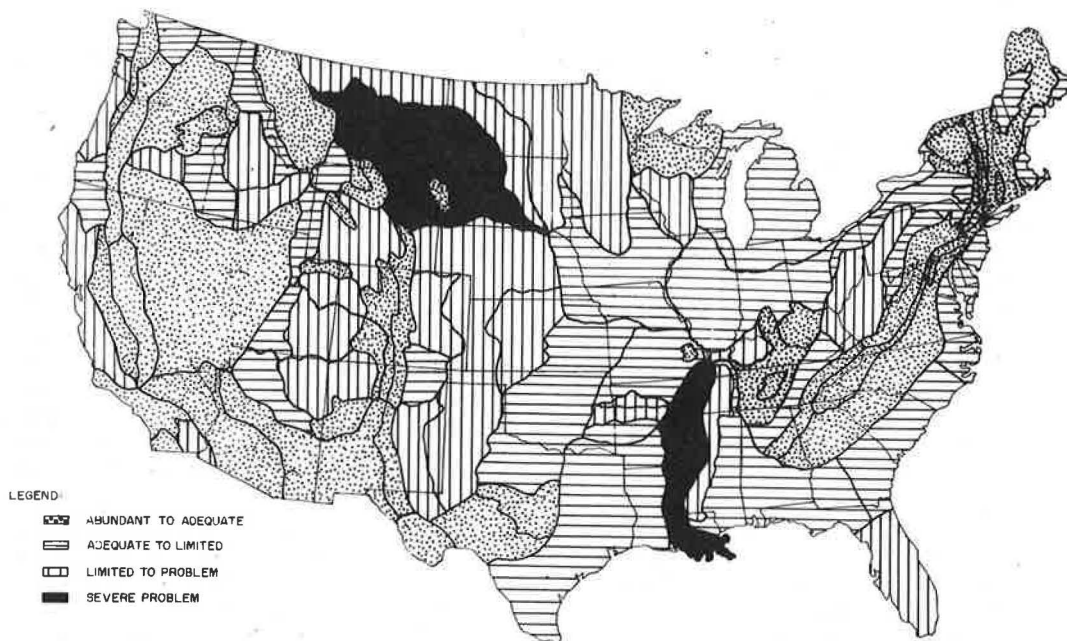 LEGEND:
ABUNDANT TO ADEQUATE
ADEQUATE TO LIMITED
LIMITED TO PROBLEM
SEVERE PROBLEM